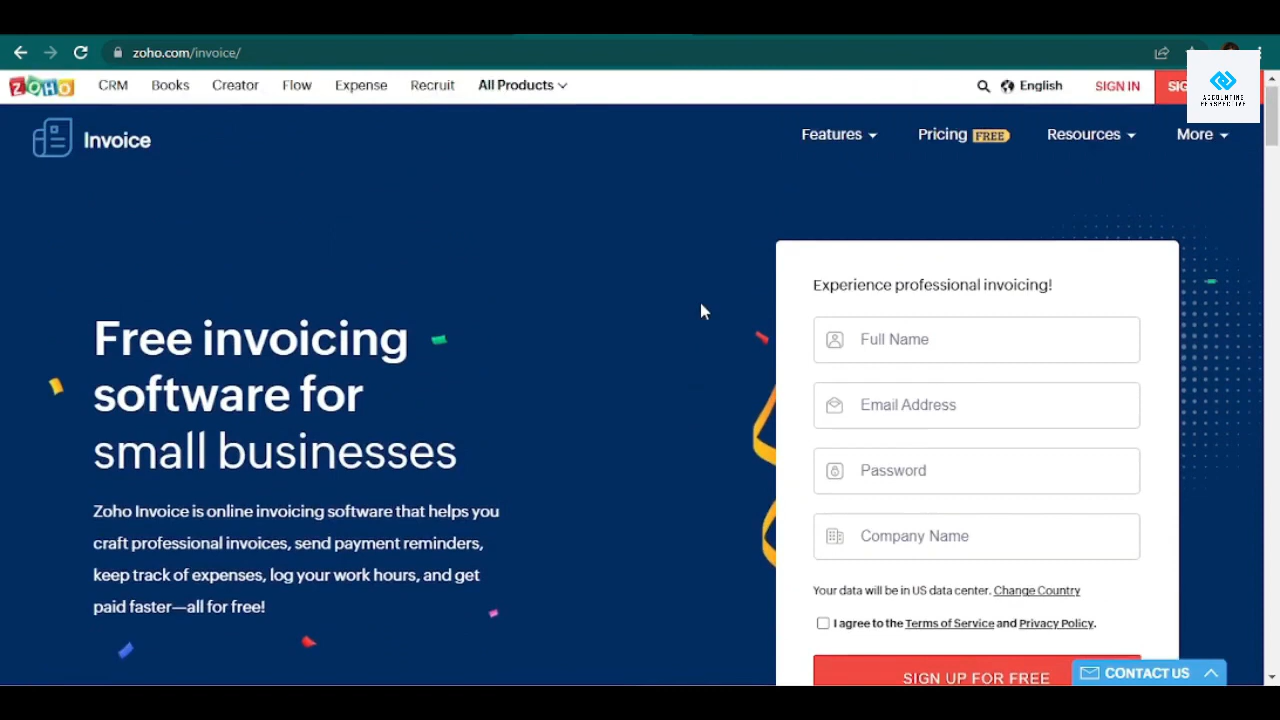 zoho.com/invoice/
ZOHO CRM Books Creator Flow Expense Recruit All Products English SIGN IN
ACCOUNTING
PERSPECTIVE
Invoice Features Pricing FREE Resources More
Experience professional invoicing!
Full Name
Email Address
Password
Company Name
Your data will be in US data center. Change Country
I agree to the Terms of Service and Privacy Policy.
SIGN UP FOR FREE
Free invoicing
software for
small businesses
Zoho Invoice is online invoicing software that helps you
craft professional invoices, send payment reminders,
keep track of expenses, log your work hours, and get
paid faster—all for free!
CONTACT US